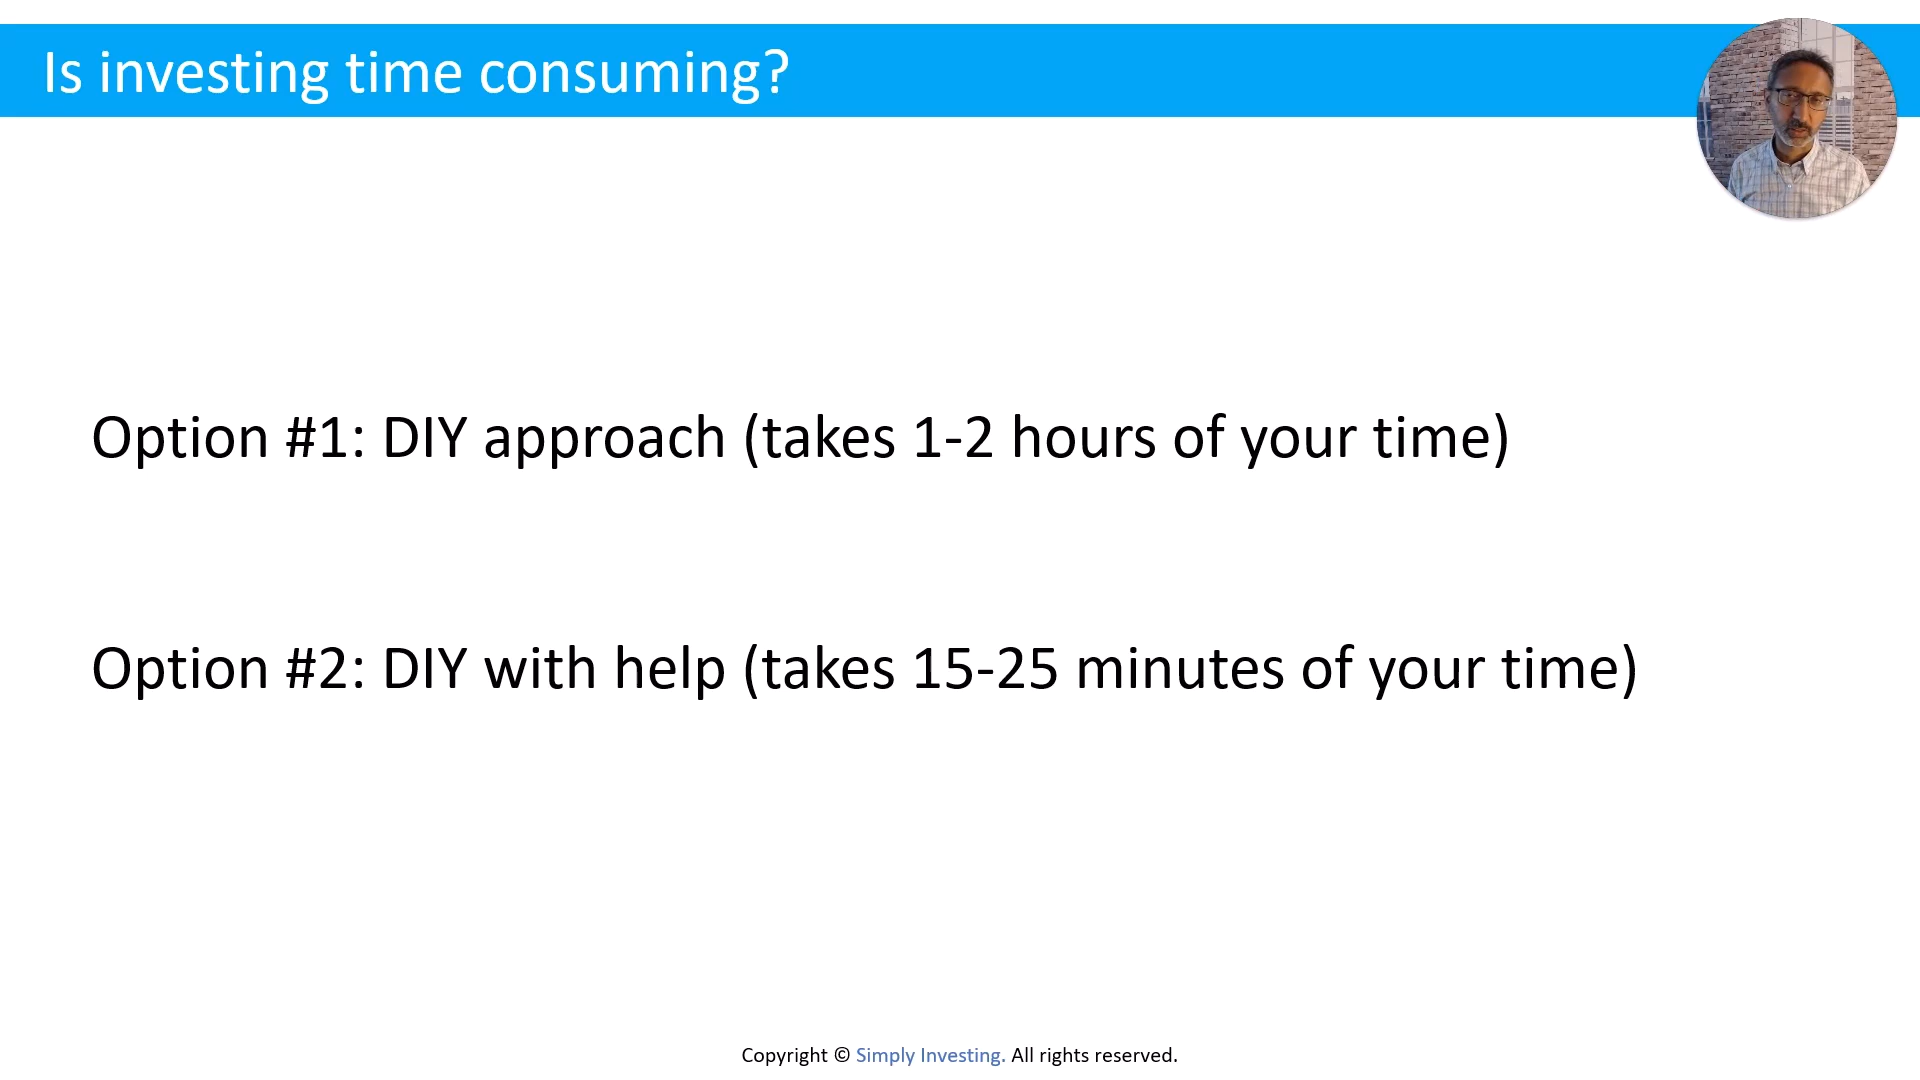 Is investing time consuming?
Option #1: DIY approach (takes 1-2 hours of your time)
Option #2: DIY with help (takes 15-25 minutes of your time)
Copyright © Simply Investing. All rights reserved.